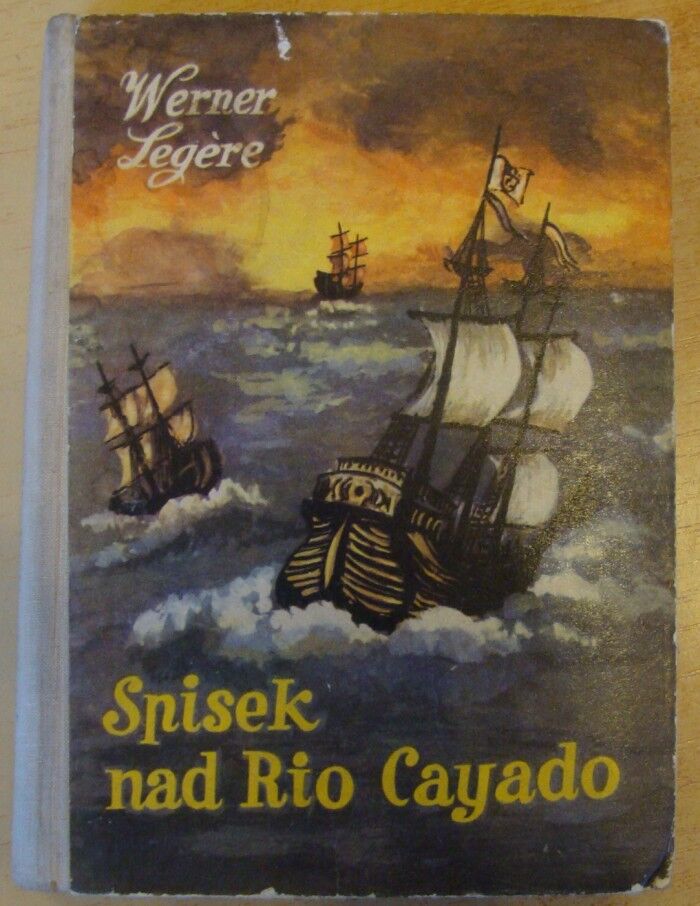 Werner
Legère
Spisek
nad Rio Cayado